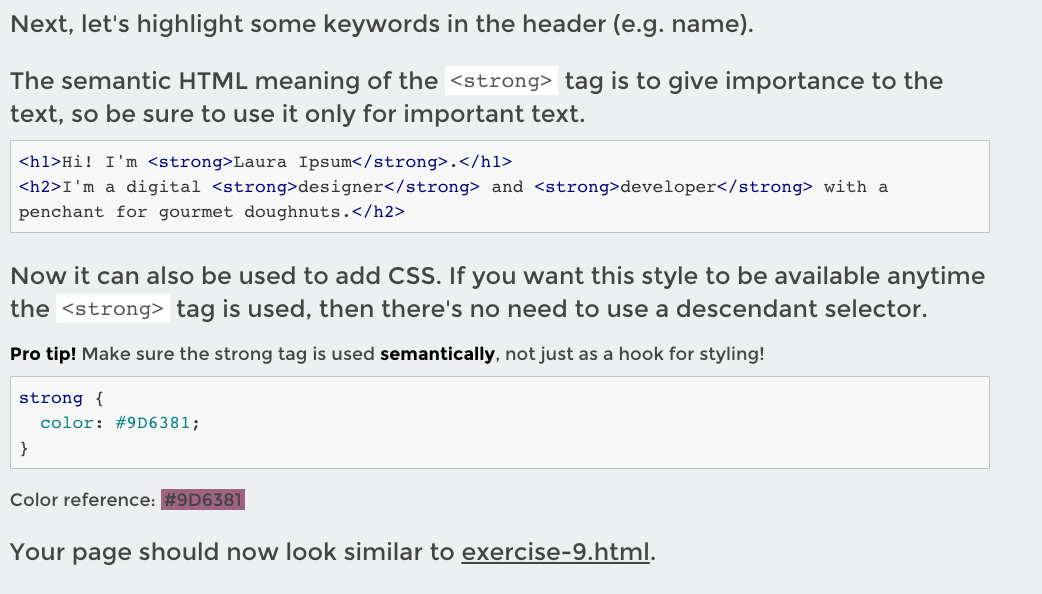 Next, let's highlight some keywords in the header (e.g. name).
The semantic HTML meaning of the <strong> tag is to give importance to the
text, so be sure to use it only for important text.
<h1>Hi! I'm <strong>Laura Ipsum</strong>.</h1>
<h2>I'm a digital <strong>designer</strong> and <strong>developer</strong> with a
penchant for gourmet doughnuts.</h2>
Now it can also be used to add CSS. If you want this style to be available anytime
the <strong> tag is used, then there's no need to use a descendant selector.
Pro tip! Make sure the strong tag is used semantically, not just as a hook for styling!
strong {
  color: #9D6381;
}
Color reference: #9D6381
Your page should now look similar to exercise-9.html.